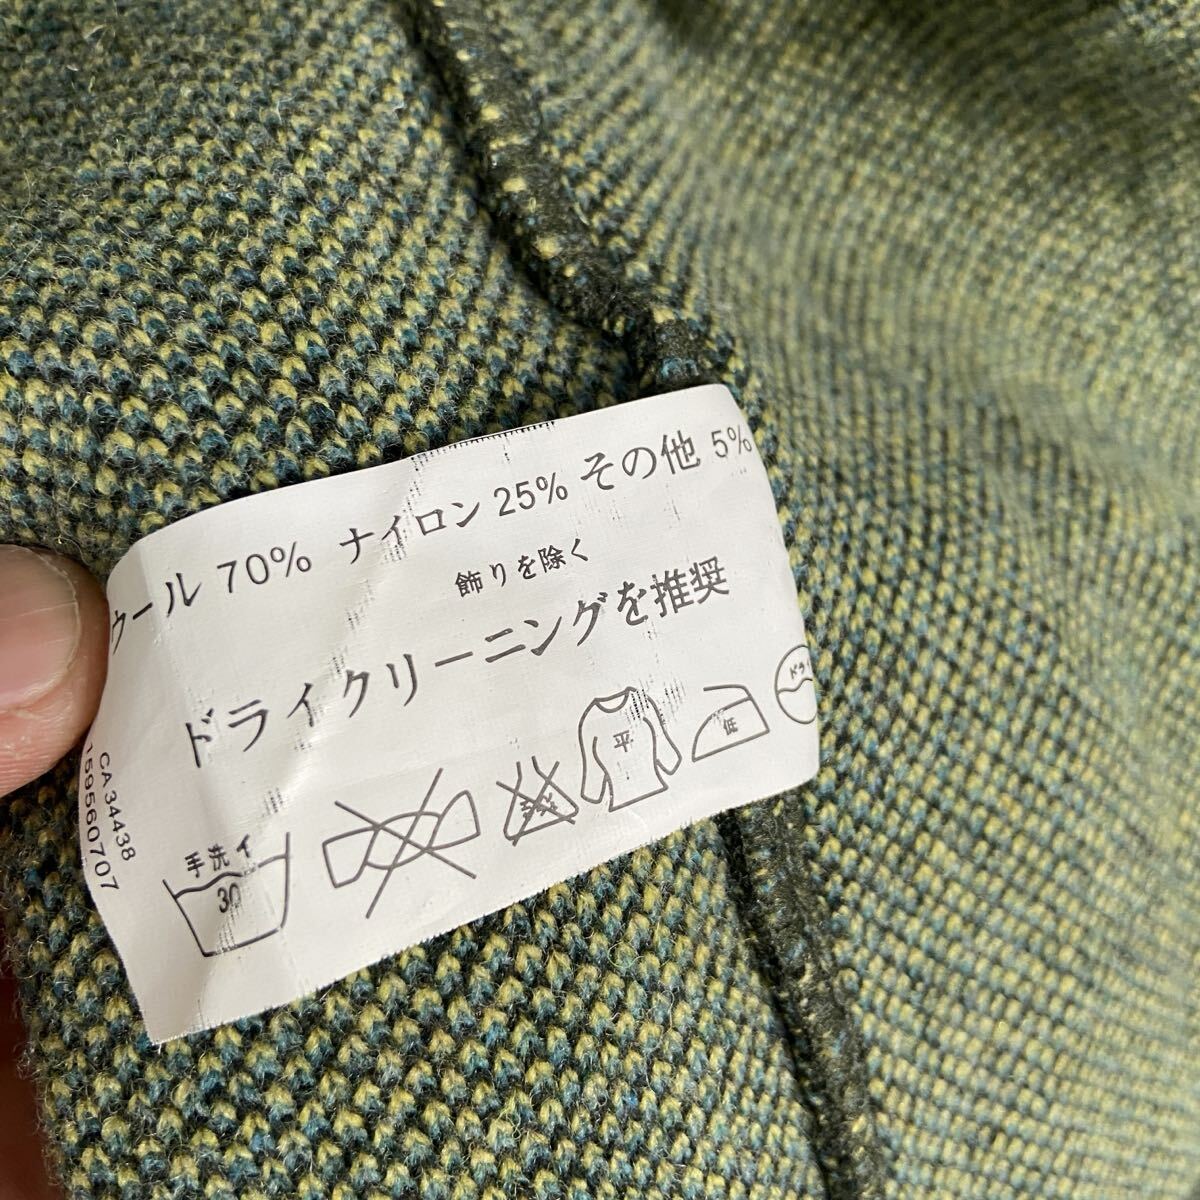 ウール 70% ナイロン 25% その他 5%
飾りを除く
ドライクリーニングを推奨
手洗イ
30
平
低
ドライ
CA 34438
159560707